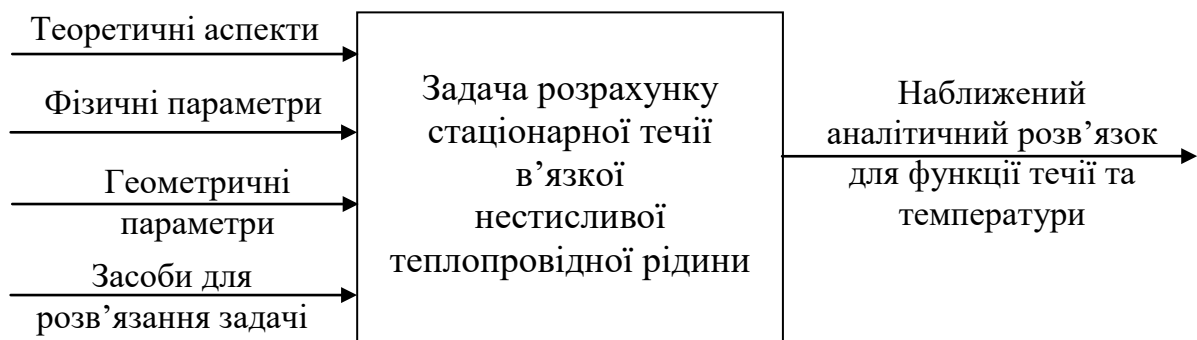 Теоретичні аспекти
Фізичні параметри
Геометричні
параметри
Засоби для
розв’язання задачі
Задача розрахунку
стаціонарної течії
в’язкої
нестисливої
теплопровідної рідини
Наближений
аналітичний розв’язок
для функції течії та
температури